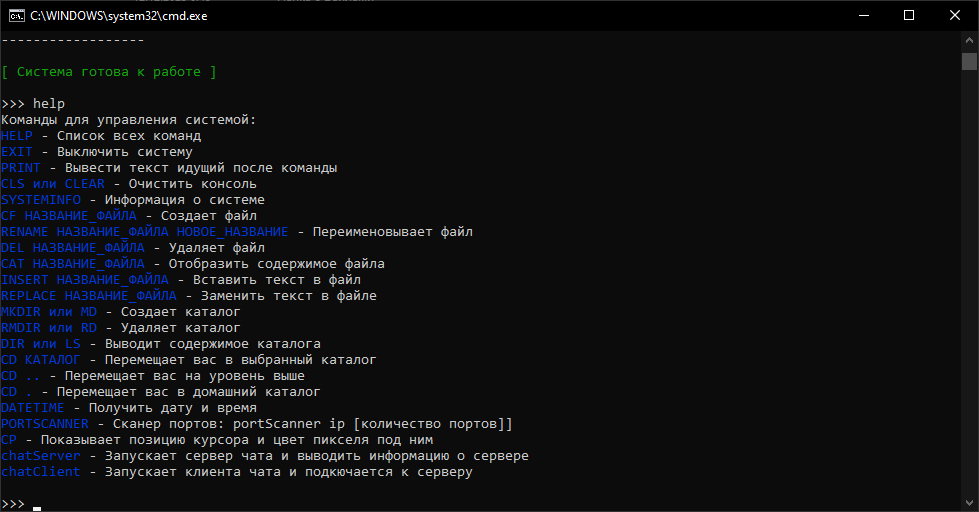 C:\WINDOWS\system32\cmd.exe
------------------
[ Система готова к работе ]
>>> help
Команды для управления системой:
HELP - Список всех команд
EXIT - Выключить систему
PRINT - Вывести текст идущий после команды
CLS или CLEAR - Очистить консоль
SYSTEMINFO - Информация о системе
CF НАЗВАНИЕ_ФАЙЛА - Создает файл
RENAME НАЗВАНИЕ_ФАЙЛА НОВОЕ_НАЗВАНИЕ - Переименовывает файл
DEL НАЗВАНИЕ_ФАЙЛА - Удаляет файл
CAT НАЗВАНИЕ_ФАЙЛА - Отобразить содержимое файла
INSERT НАЗВАНИЕ_ФАЙЛА - Вставить текст в файл
REPLACE НАЗВАНИЕ_ФАЙЛА - Заменить текст в файле
MKDIR или MD - Создает каталог
RMDIR или RD - Удаляет каталог
DIR или LS - Выводит содержимое каталога
CD КАТАЛОГ - Перемещает вас в выбранный каталог
CD .. - Перемещает вас на уровень выше
CD . - Перемещает вас в домашний каталог
DATETIME - Получить дату и время
PORTSCANNER - Сканер портов: portScanner ip [количество портов]]
CP - Показывает позицию курсора и цвет пикселя под ним
chatServer - Запускает сервер чата и выводить информацию о сервере
chatClient - Запускает клиента чата и подкючается к серверу
>>>